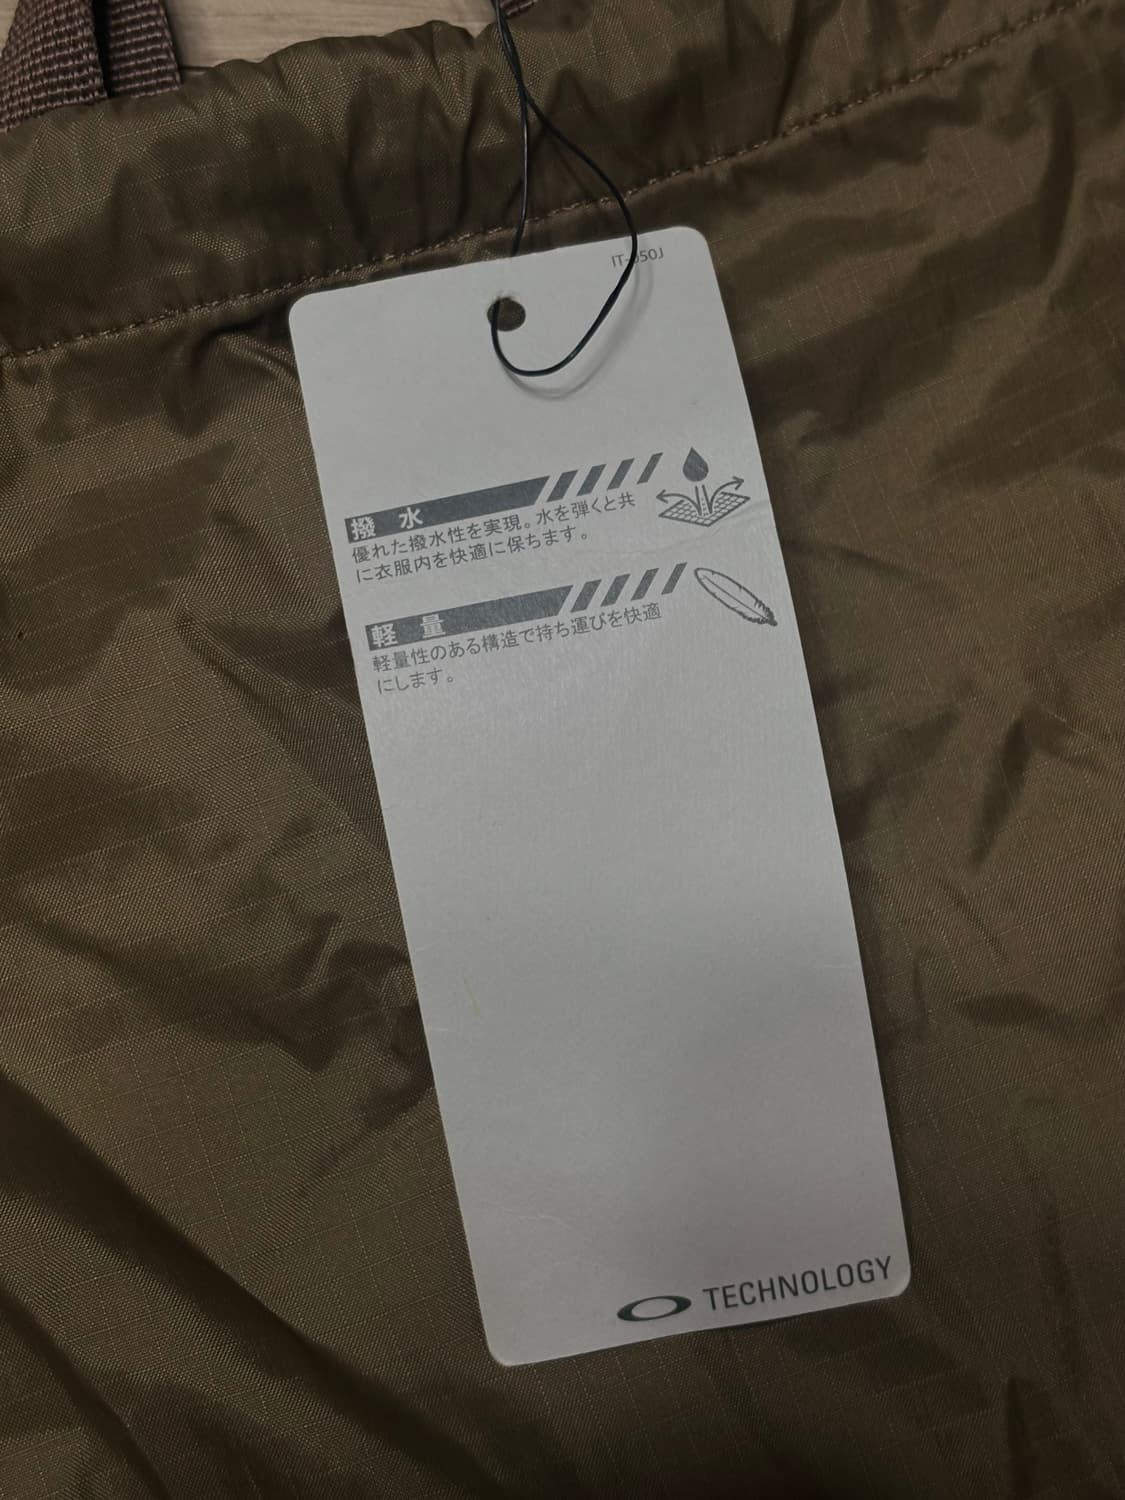 撥 水
優れた撥水性を実現。水を弾くと共
に衣服内を快適に保ちます。
軽 量
軽量性のある構造で持ち運びを快適
にします。
TECHNOLOGY